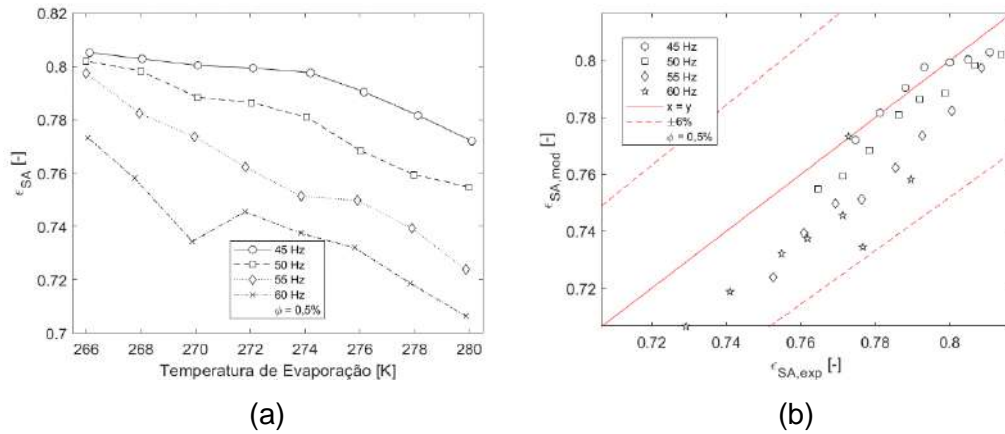 0.82
0.8
0.78
0.76
0.74
0.72
0.7
ϵSA [-]
45 Hz
50 Hz
55 Hz
60 Hz
ϕ = 0,5%
266 268 270 272 274 276 278 280
Temperatura de Evaporação [K]
(a)
0.8
0.78
0.76
0.74
0.72
ϵSA,mod [-]
45 Hz
50 Hz
55 Hz
60 Hz
x = y
±6%
ϕ = 0,5%
0.72 0.74 0.76 0.78 0.8
ϵSA,exp [-]
(b)